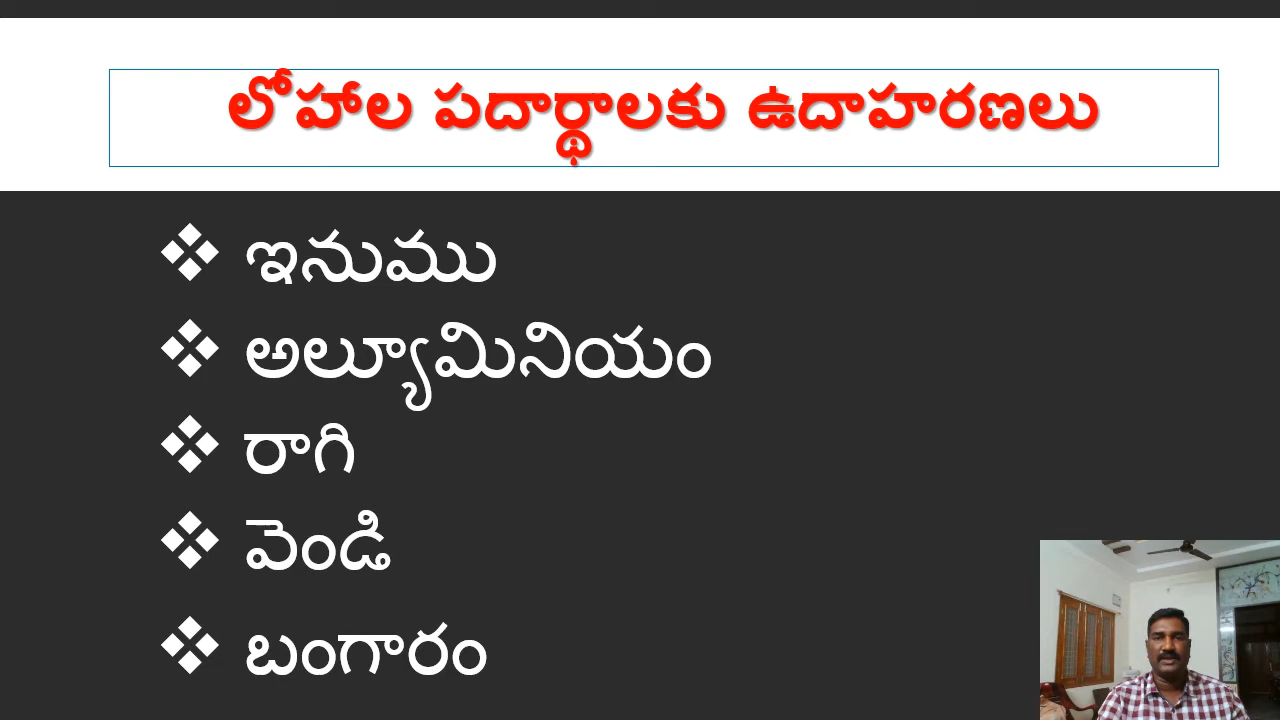 లోహాల పదార్థాలకు ఉదాహరణలు
❖ ఇనుము
❖ అల్యూమినియం
❖ రాగి
❖ వెండి
❖ బంగారం